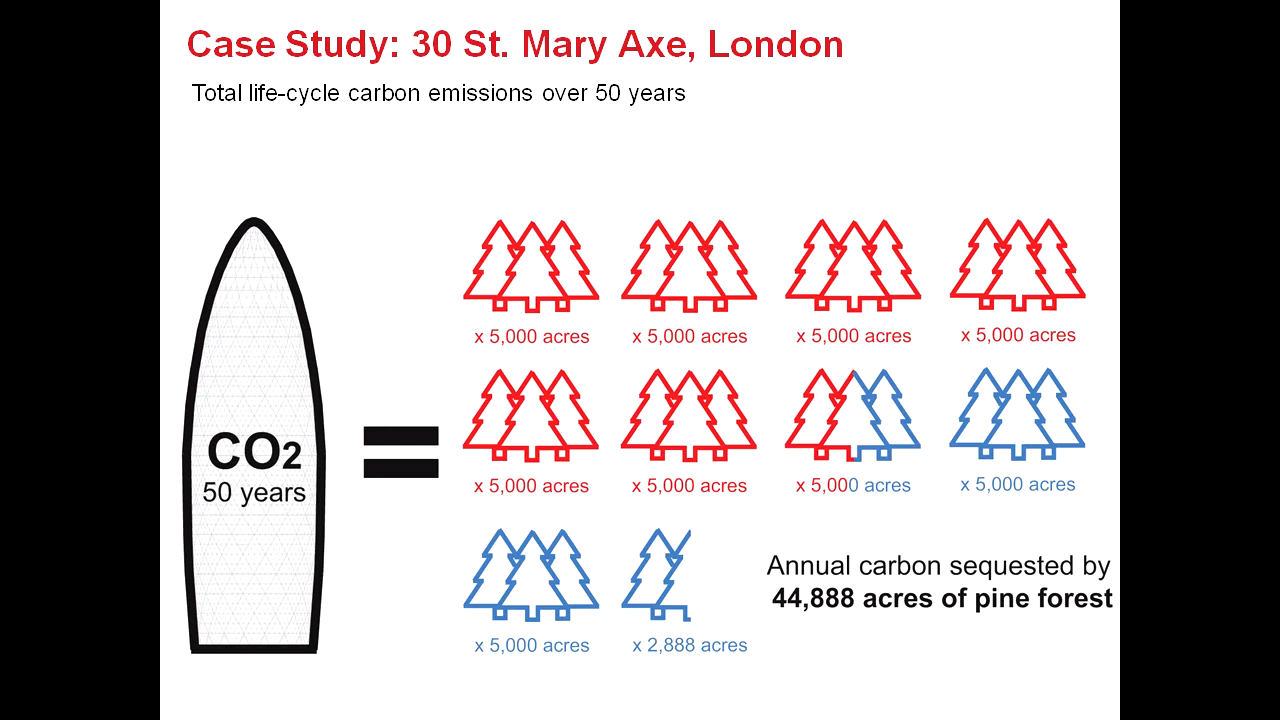 Case Study: 30 St. Mary Axe, London
Total life-cycle carbon emissions over 50 years
x 5,000 acres
x 5,000 acres
x 5,000 acres
x 5,000 acres
CO2
50 years
x 5,000 acres
x 5,000 acres
x 5,000 acres
x 5,000 acres
Annual carbon sequested by
44,888 acres of pine forest
x 5,000 acres
x 2,888 acres